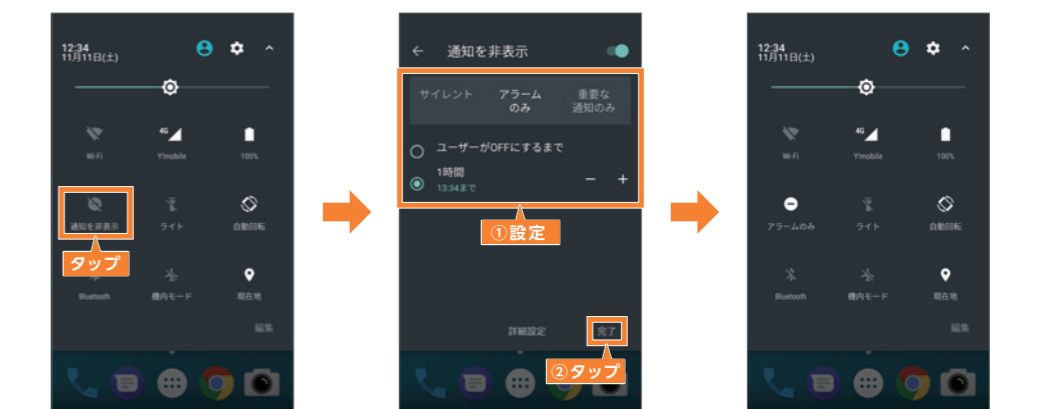 12:34
11月11日(土)
4G
Wi-Fi
Y!mobile
100%
通知を非表示
ライト
自動回転
タップ
Bluetooth
機内モード
現在地
編集
通知を非表示
サイレント
アラーム
のみ
重要な
通知のみ
ユーザーがOFFにするまで
1時間
13:34まで
①設定
詳細設定
完了
②タップ
12:34
11月11日(土)
4G
Wi-Fi
Y!mobile
100%
アラームのみ
ライト
自動回転
Bluetooth
機内モード
現在地
編集